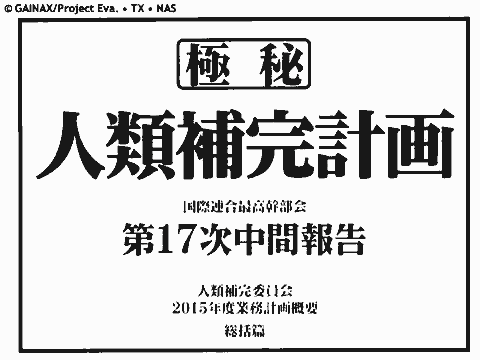 © GAINAX/Project Eva. • TX • NAS
極 秘
人類補完計画
国際連合最高幹部会
第17次中間報告
人類補完委員会
2015年度業務計画概要
総括篇